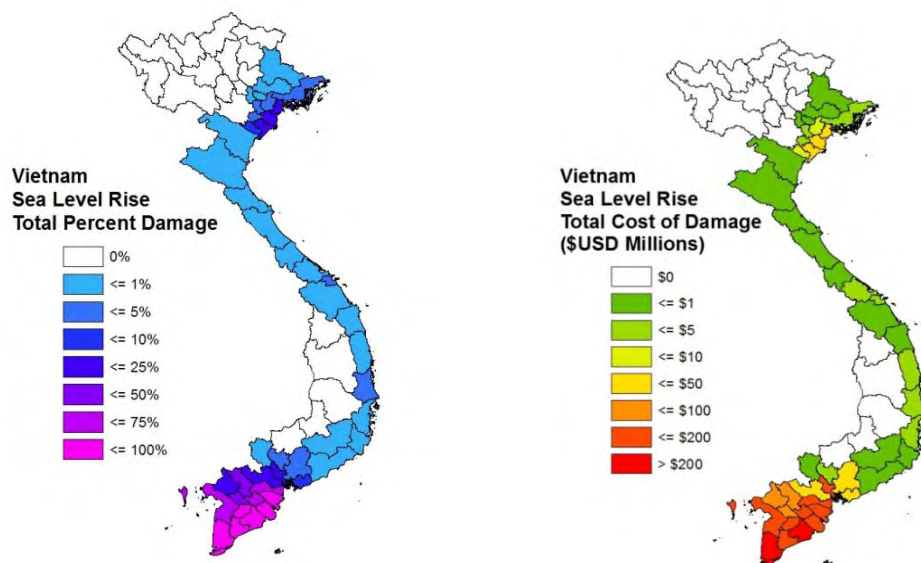 Vietnam
Sea Level Rise
Total Percent Damage
0%
<= 1%
<= 5%
<= 10%
<= 25%
<= 50%
<= 75%
<= 100%
Vietnam
Sea Level Rise
Total Cost of Damage
($USD Millions)
$0
<= $1
<= $5
<= $10
<= $50
<= $100
<= $200
> $200